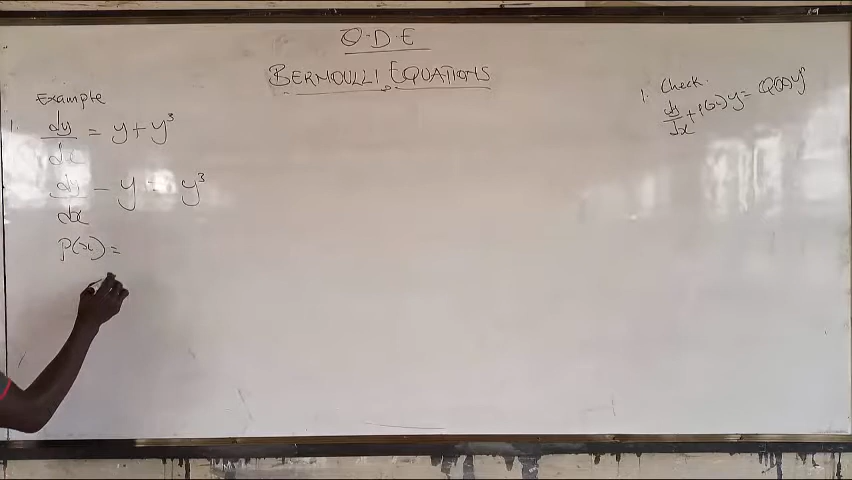 O.D.E
BERNOULLI EQUATIONS
Example
1. dy/dx = y + y³
dy/dx - y = y³
P(x) =
1. Check.
dy/dx + P(x) y = Q(x) yⁿ